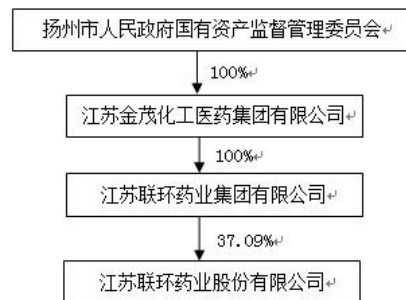 扬州市人民政府国有资产监督管理委员会
100%
江苏金茂化工医药集团有限公司
100%
江苏联环药业集团有限公司
37.09%
江苏联环药业股份有限公司